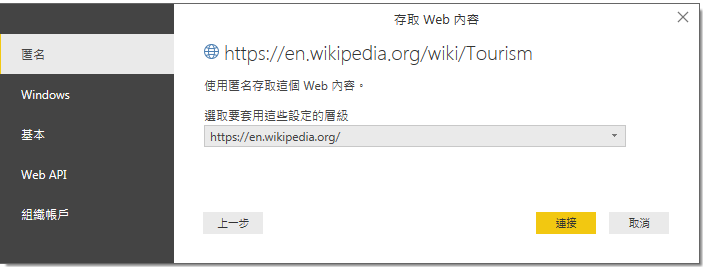 存取 Web 內容
匿名
Windows
基本
Web API
組織帳戶
https://en.wikipedia.org/wiki/Tourism
使用匿名存取這個 Web 內容。
選取要套用這些設定的層級
https://en.wikipedia.org/
上一步
連接
取消